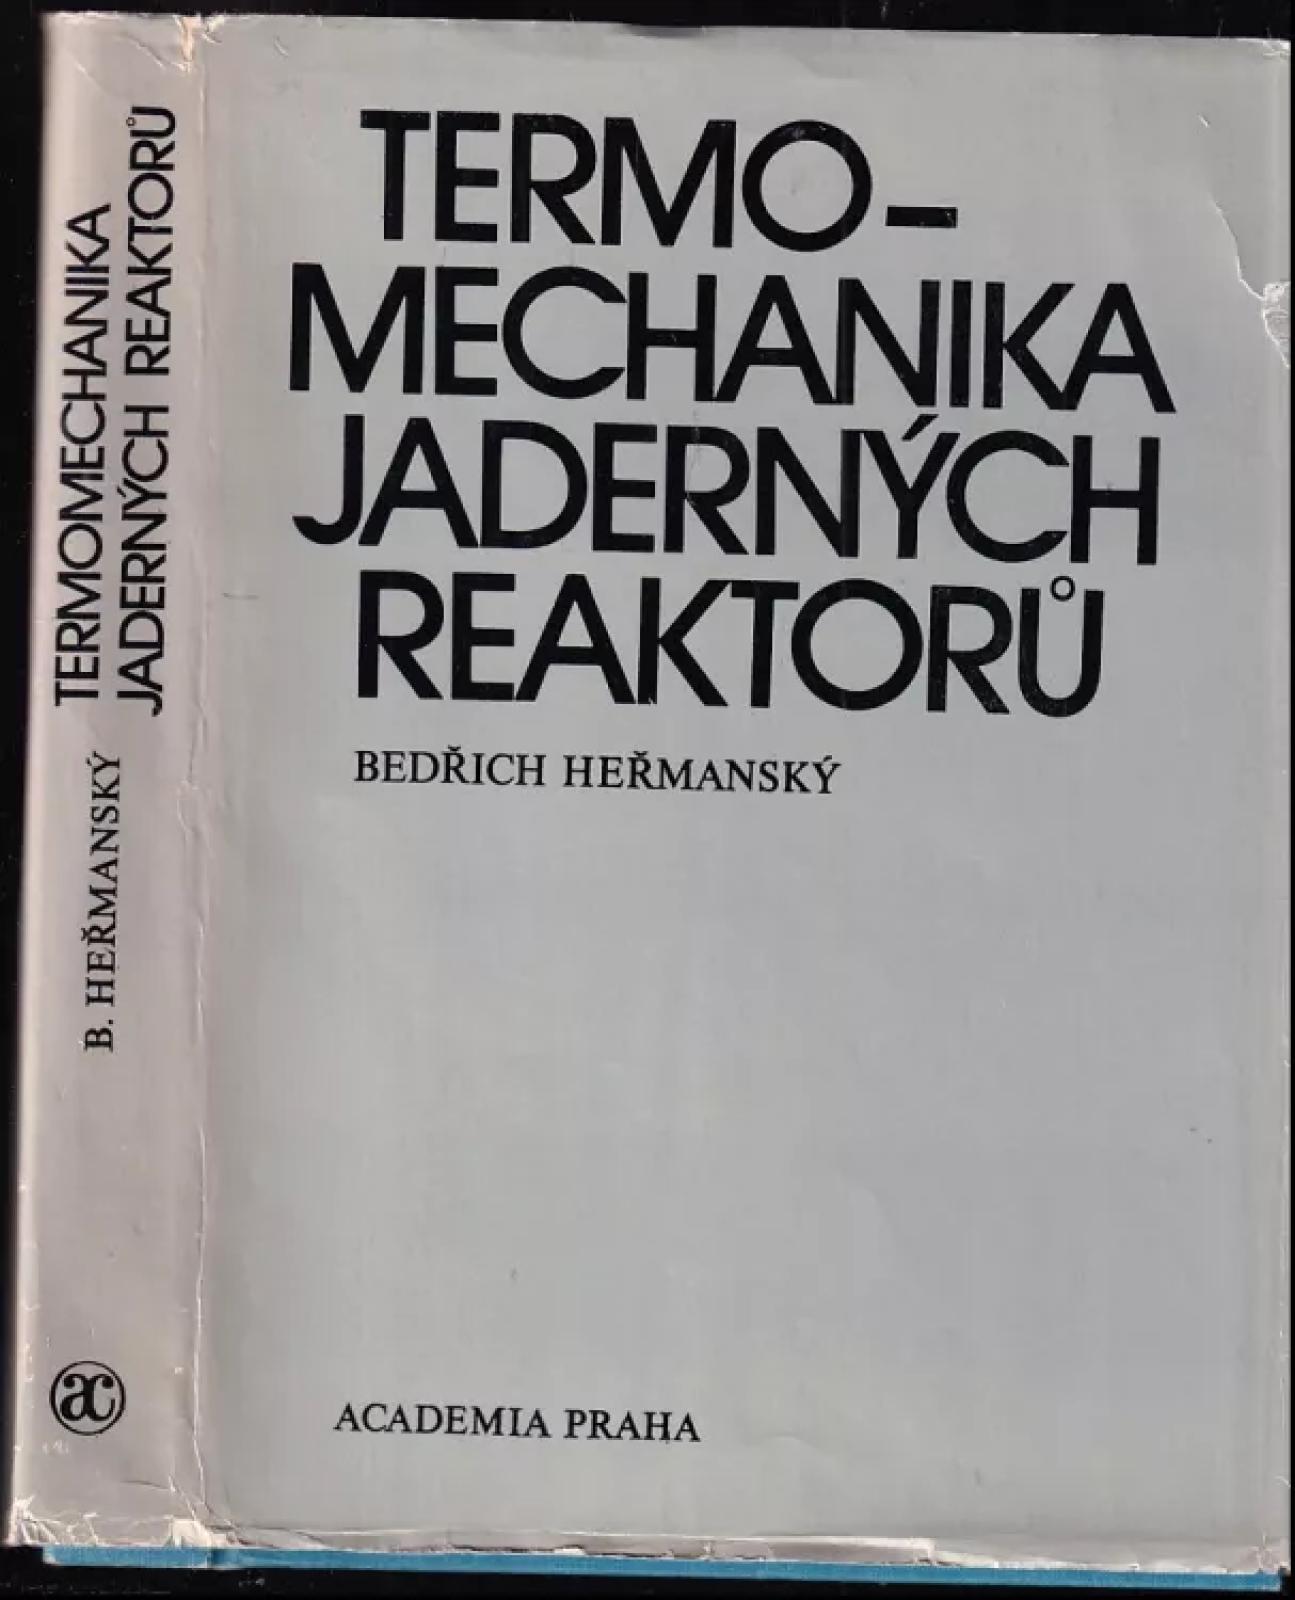 TERMO-
MECHANIKA
JADERNÝCH
REAKTORŮ
BEDŘICH HEŘMANSKÝ
ACADEMIA PRAHA
B. HEŘMANSKÝ
TERMOMECHANIKA
JADERNÝCH REAKTORŮ
ac